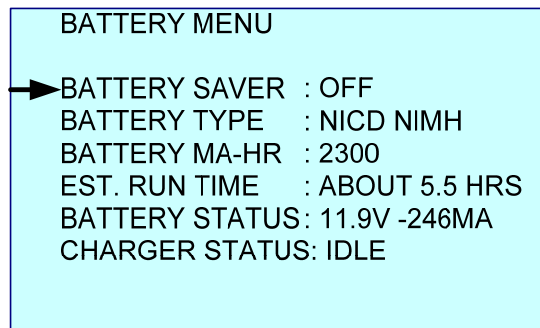 BATTERY MENU
BATTERY SAVER : OFF
BATTERY TYPE : NICD NIMH
BATTERY MA-HR : 2300
EST. RUN TIME : ABOUT 5.5 HRS
BATTERY STATUS: 11.9V -246MA
CHARGER STATUS: IDLE